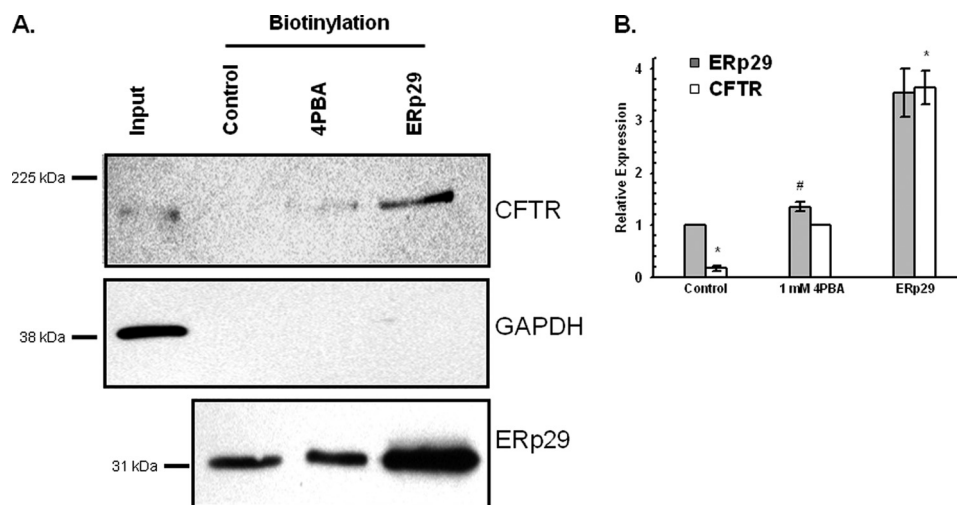 A.
Biotinylation
Input
Control
4PBA
ERp29
225 kDa
CFTR
38 kDa
GAPDH
31 kDa
ERp29
B.
ERp29
CFTR
Relative Expression
4
3
2
1
0
*
#
*
Control
1 mM 4PBA
ERp29